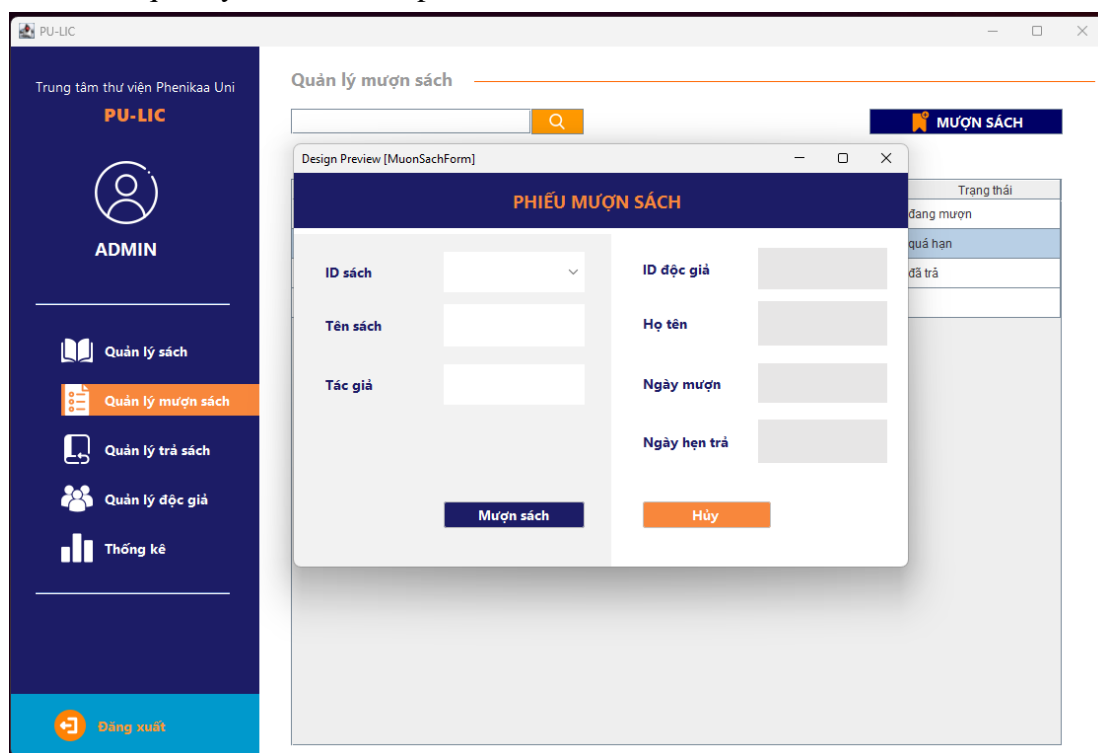 PU-LIC
Trung tâm thư viện Phenikaa Uni
PU-LIC
ADMIN
Quản lý sách
Quản lý mượn sách
Quản lý trả sách
Quản lý độc giả
Thống kê
Đăng xuất
Quản lý mượn sách
MƯỢN SÁCH
Trạng thái
đang mượn
quá hạn
đã trả
Design Preview [MuonSachForm]
PHIẾU MƯỢN SÁCH
ID sách
Tên sách
Tác giả
Mượn sách
ID độc giả
Họ tên
Ngày mượn
Ngày hẹn trả
Hủy